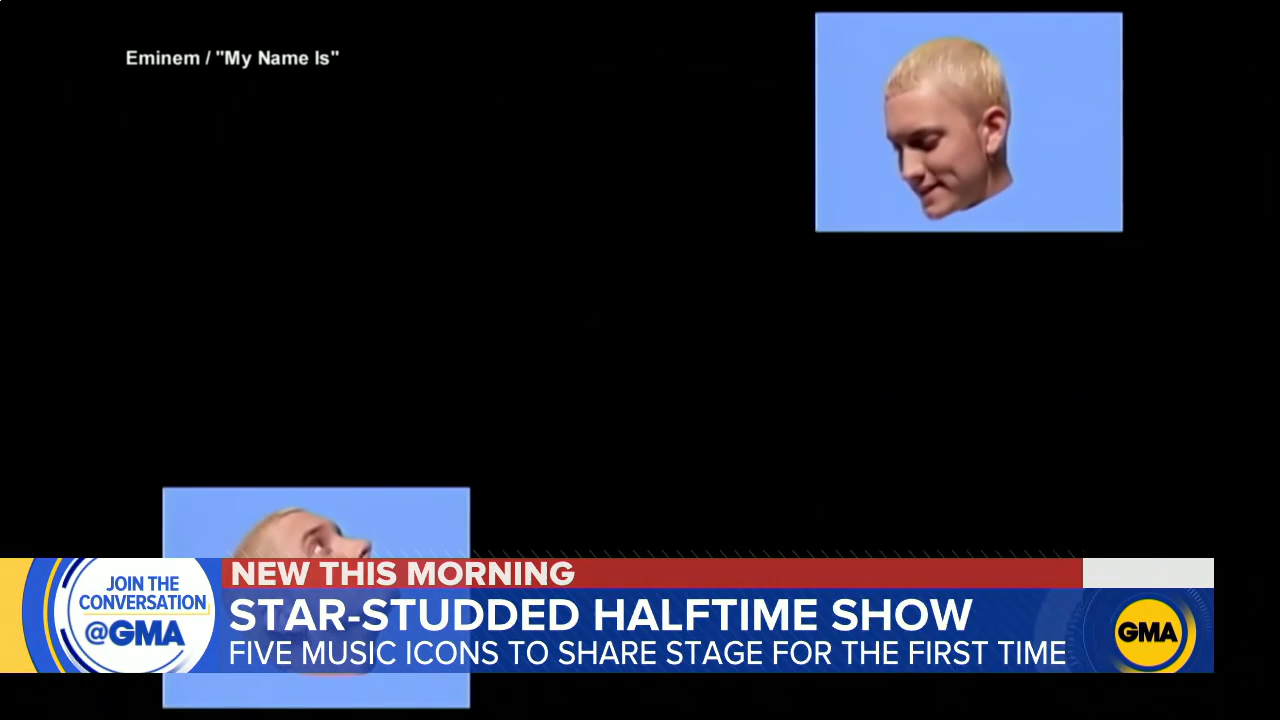 Eminem / "My Name Is"
NEW THIS MORNING
JOIN THE
CONVERSATION
@GMA
STAR-STUDDED HALFTIME SHOW
FIVE MUSIC ICONS TO SHARE STAGE FOR THE FIRST TIME
GMA